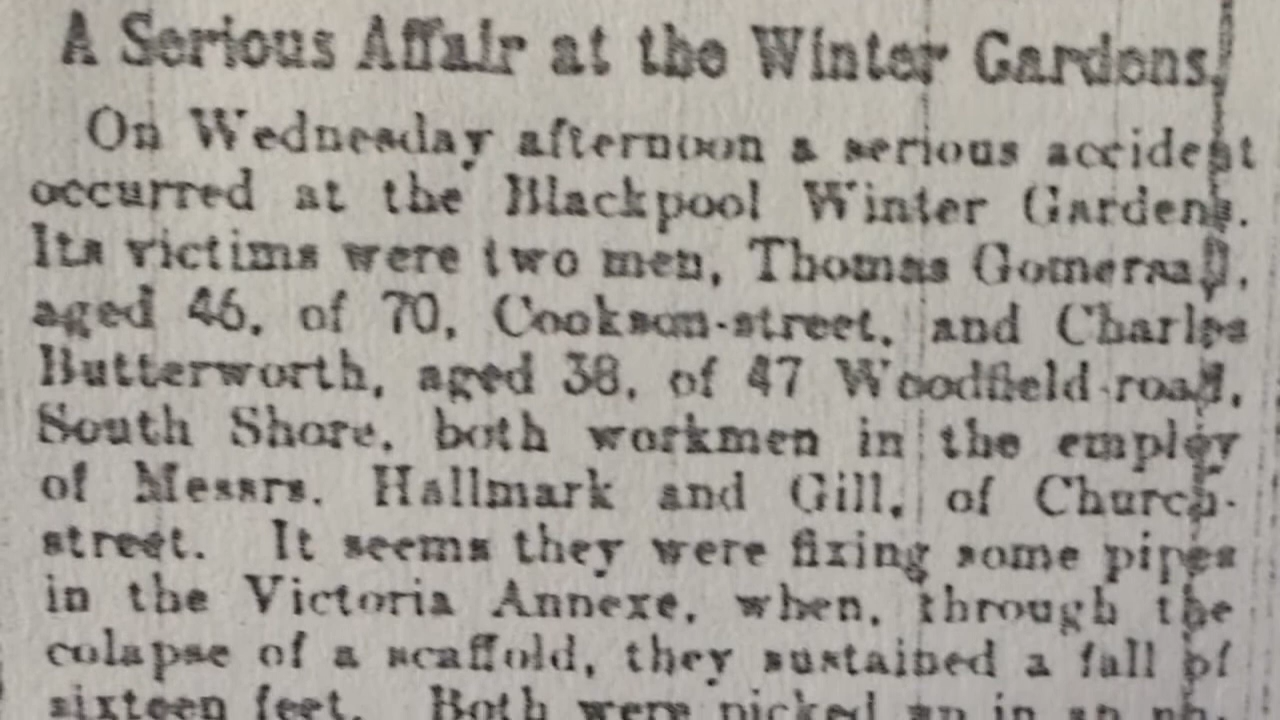 A Serious Affair at the Winter Gardens.
On Wednesday afternoon a serious accident
occurred at the Blackpool Winter Gardens.
Its victims were two men, Thomas Gomersall,
aged 46, of 70, Cookson-street, and Charles
Butterworth, aged 38, of 47 Woodfield-road,
South Shore, both workmen in the employ
of Messrs. Hallmark and Gill, of Church-
street. It seems they were fixing some pipes
in the Victoria Annexe, when, through the
colapse of a scaffold, they sustained a fall of
sixteen feet. Both were picked up in an